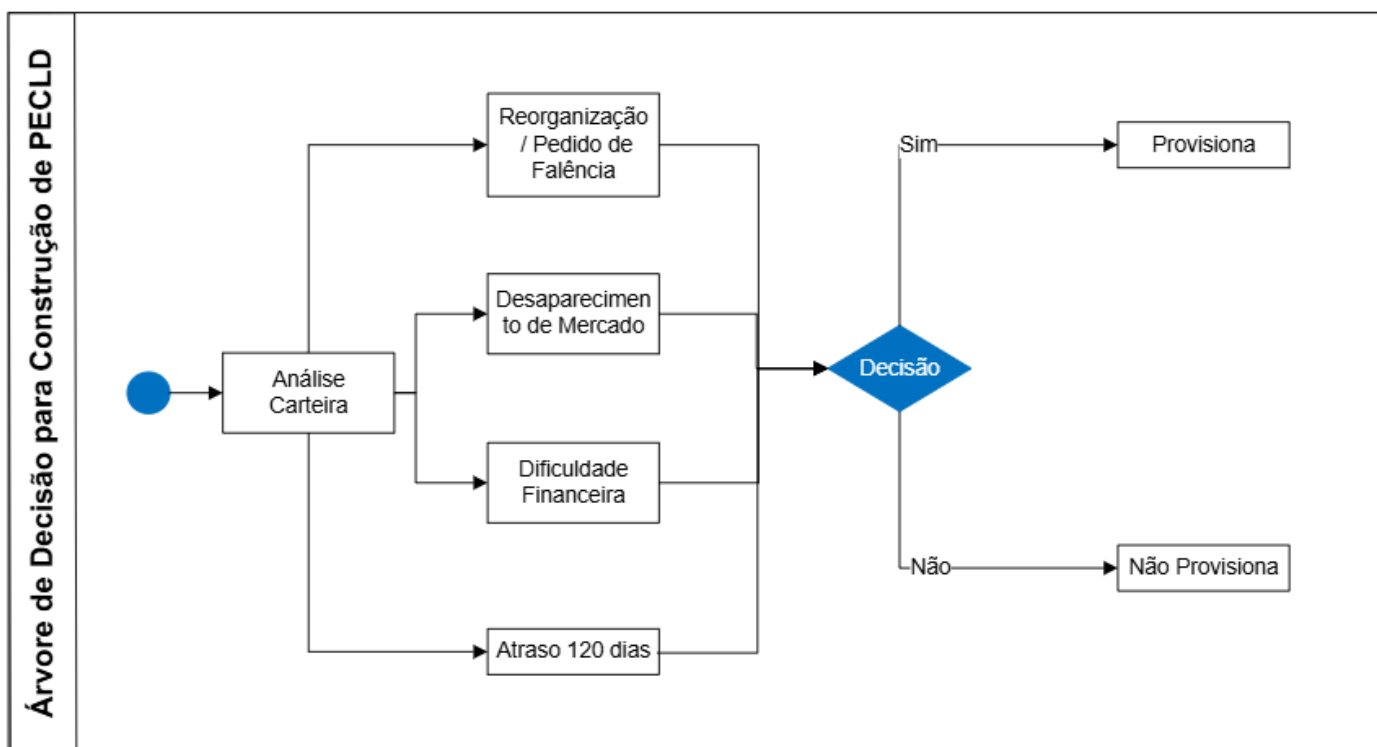 Árvore de Decisão para Construção de PECLD
Reorganização
/ Pedido de
Falência
Sim
Provisiona
Desaparecimen
to de Mercado
Decisão
Análise
Carteira
Dificuldade
Financeira
Não
Não Provisiona
Atraso 120 dias